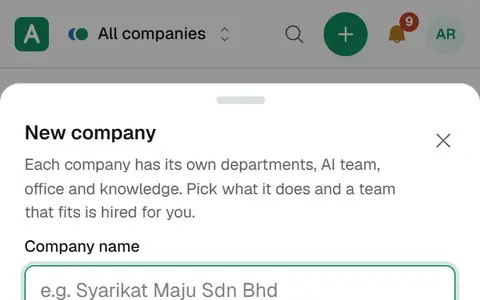 A All companies 9 AR
New company
Each company has its own departments, AI team,
office and knowledge. Pick what it does and a team
that fits is hired for you.
Company name
e.g. Syarikat Maju Sdn Bhd